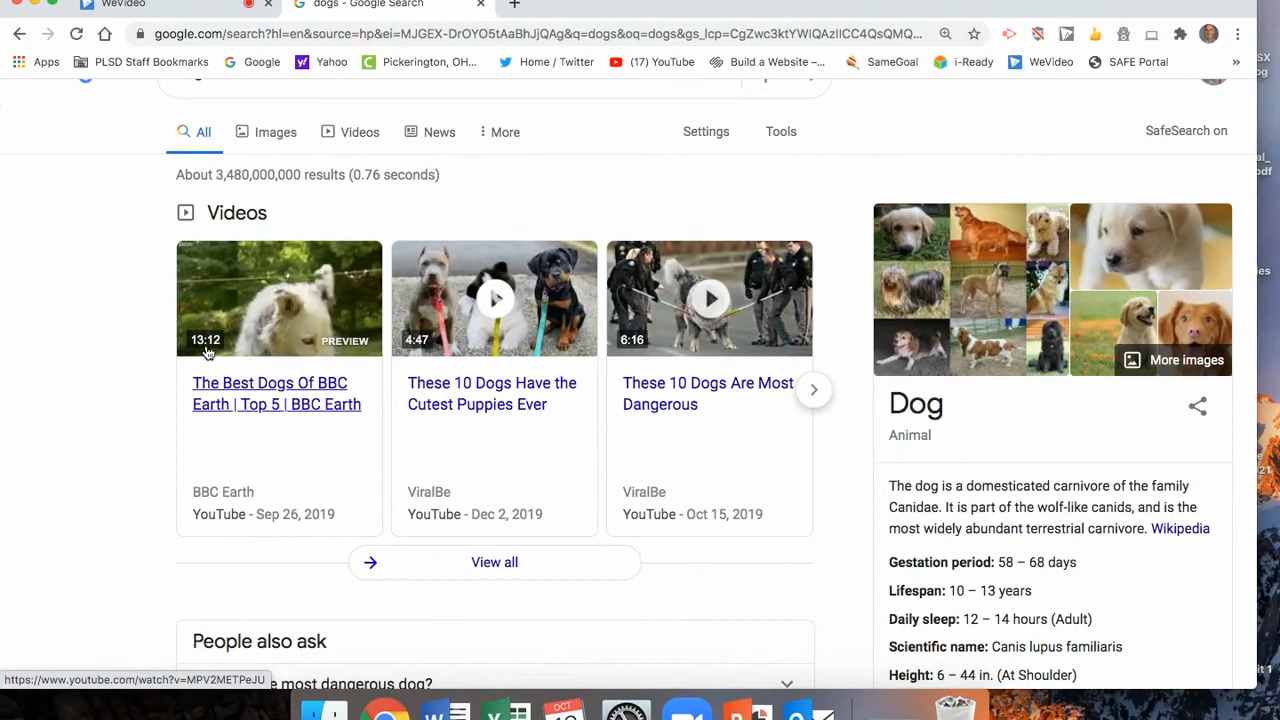 WeVideo
dogs - Google Search
google.com/search?hl=en&source=hp&ei=MJGEX-DrOYO5tAbBhJjQAg&q=dogs&oq=dogs&gs_lcp=CgZwc3ktYWIQAzIICC4QsQMQ...
Apps PLSD Staff Bookmarks Google Yahoo Pickerington, OH... Home / Twitter (17) YouTube Build a Website –... SameGoal i-Ready WeVideo SAFE Portal »
All Images Videos News More Settings Tools SafeSearch on
About 3,480,000,000 results (0.76 seconds)
Videos
13:12 PREVIEW
4:47
6:16
The Best Dogs Of BBC
Earth | Top 5 | BBC Earth
BBC Earth
YouTube - Sep 26, 2019
These 10 Dogs Have the
Cutest Puppies Ever
ViralBe
YouTube - Dec 2, 2019
These 10 Dogs Are Most
Dangerous
ViralBe
YouTube - Oct 15, 2019
View all
People also ask
most dangerous dog?
More images
Dog
Animal
The dog is a domesticated carnivore of the family
Canidae. It is part of the wolf-like canids, and is the
most widely abundant terrestrial carnivore. Wikipedia
Gestation period: 58 – 68 days
Lifespan: 10 – 13 years
Daily sleep: 12 – 14 hours (Adult)
Scientific name: Canis lupus familiaris
Height: 6 – 44 in. (At Shoulder)
https://www.youtube.com/watch?v=MPV2METPeJU
OCT